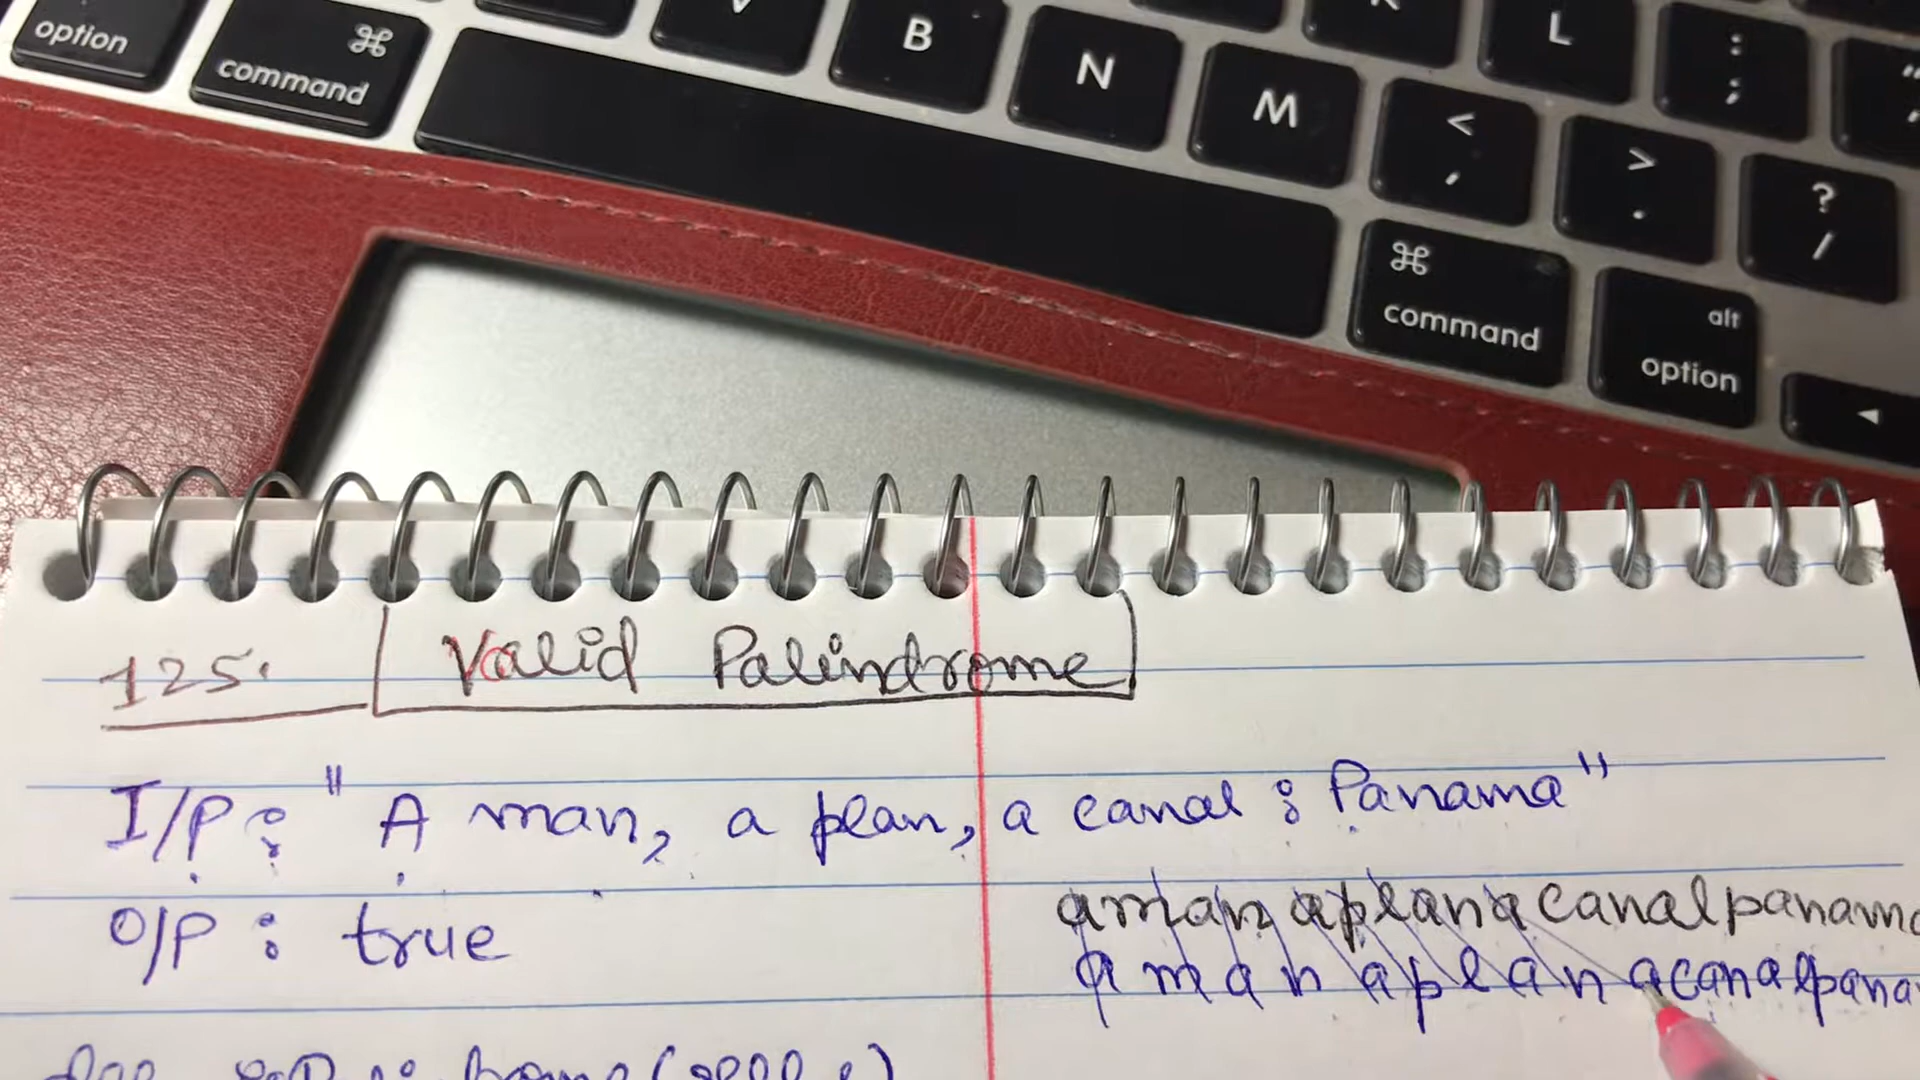 option ⌘ command V B N M K L : ; "
< , > . ? /
⌘ command alt option ◄
125. Valid Palindrome
I/P : "A man, a plan, a canal : Panama"
O/P : true
amanaplanacanalpanama
amanaplanacanalpana